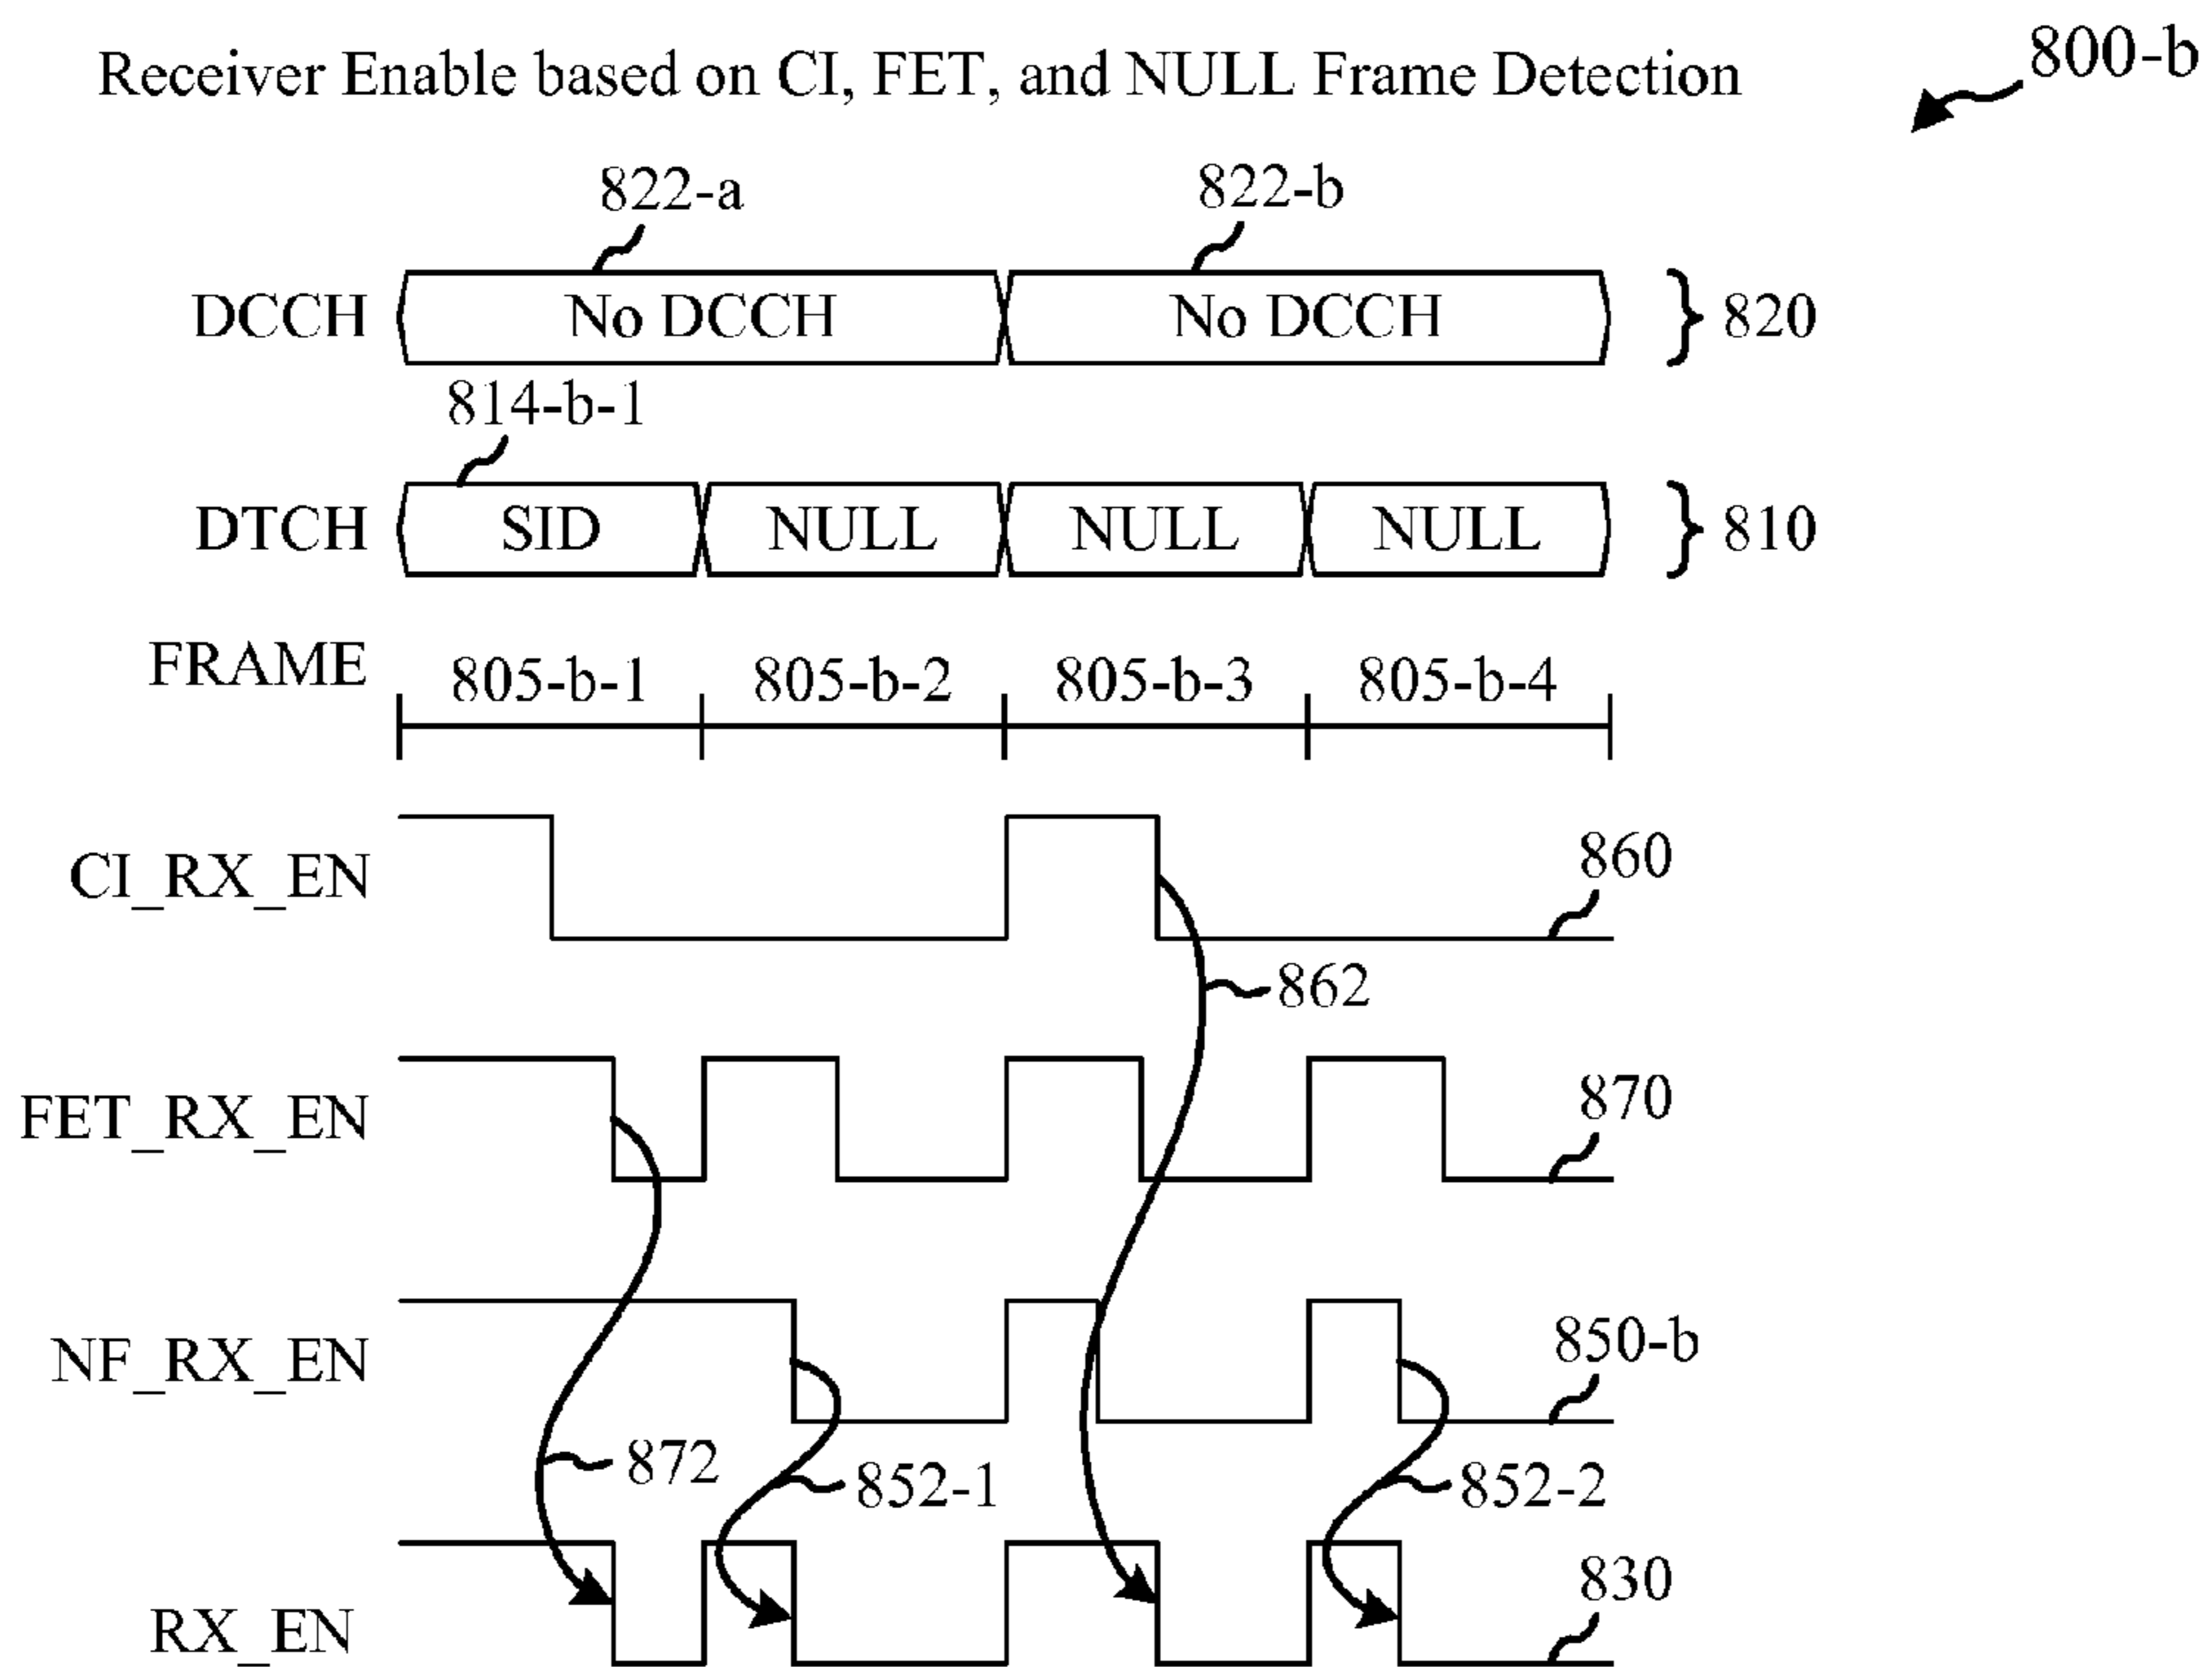 Receiver Enable based on CI, FET, and NULL Frame Detection
800-b
822-a
822-b
DCCH
No DCCH
No DCCH
820
814-b-1
DTCH
SID
NULL
NULL
NULL
810
FRAME
805-b-1
805-b-2
805-b-3
805-b-4
CI_RX_EN
860
862
FET_RX_EN
870
NF_RX_EN
850-b
872
852-1
852-2
RX_EN
830